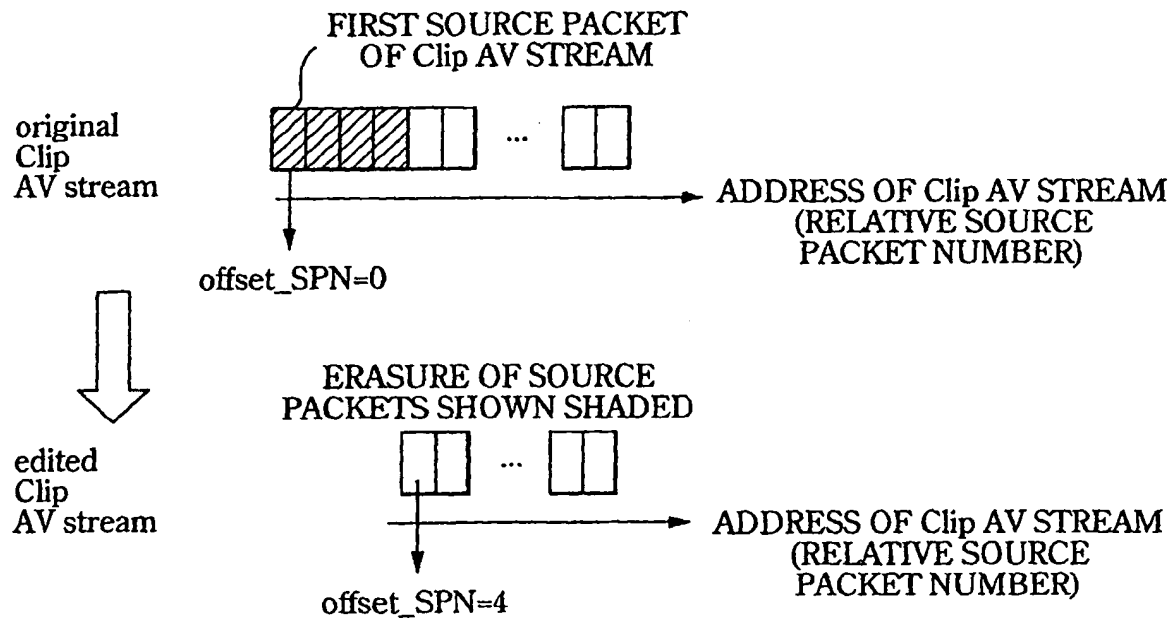 FIRST SOURCE PACKET
OF Clip AV STREAM
original
Clip
AV stream
...
ADDRESS OF Clip AV STREAM
(RELATIVE SOURCE
PACKET NUMBER)
offset_SPN=0
ERASURE OF SOURCE
PACKETS SHOWN SHADED
edited
Clip
AV stream
...
ADDRESS OF Clip AV STREAM
(RELATIVE SOURCE
PACKET NUMBER)
offset_SPN=4